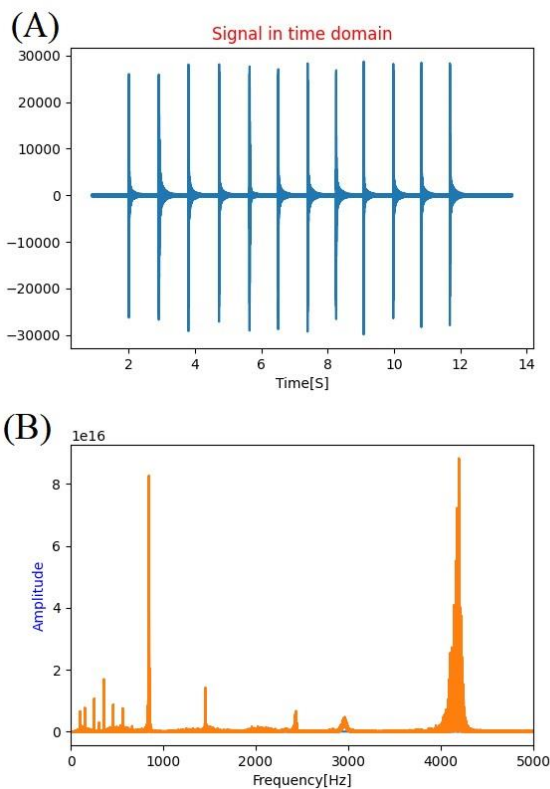 (A)
Signal in time domain
30000
20000
10000
0
−10000
−20000
−30000
2 4 6 8 10 12 14
Time[S]
(B)
1e16
8
6
4
2
0
Amplitude
0 1000 2000 3000 4000 5000
Frequency[Hz]